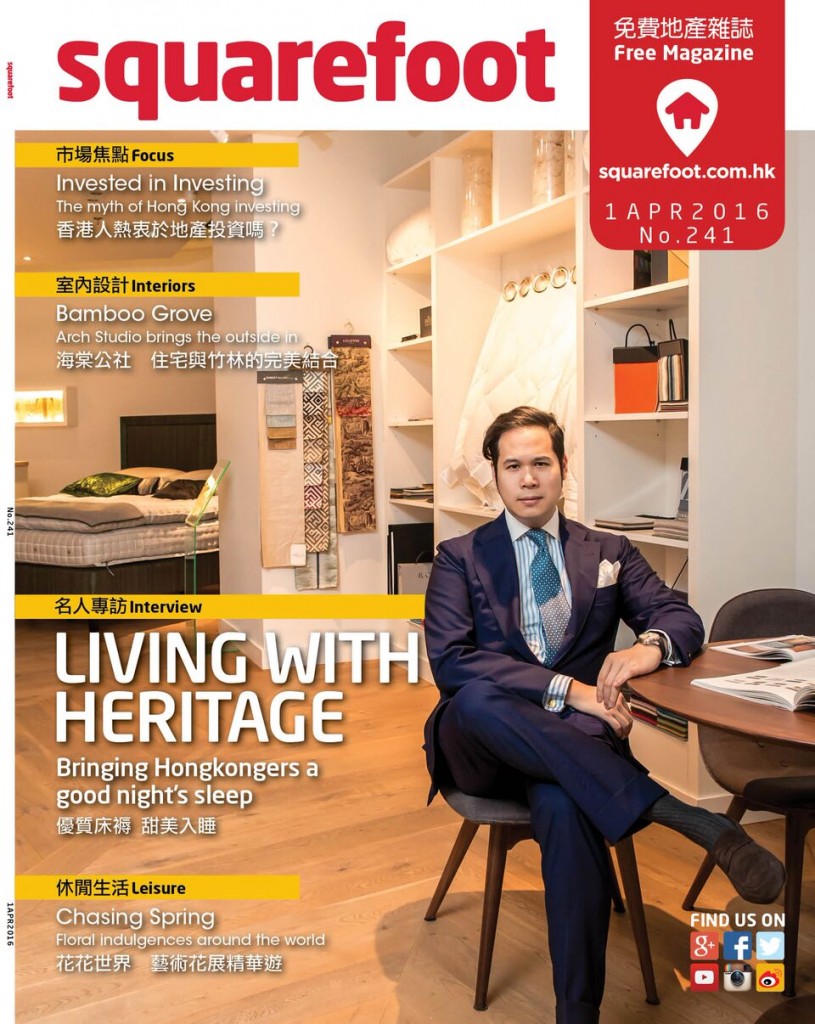 squarefoot
免費地產雜誌
Free Magazine
squarefoot.com.hk
1APR2016
No.241
squarefoot
市場焦點 Focus
Invested in Investing
The myth of Hong Kong investing
香港人熱衷於地產投資嗎？
室內設計 Interiors
Bamboo Grove
Arch Studio brings the outside in
海棠公社 住宅與竹林的完美結合
No.241
名人專訪 Interview
LIVING WITH
HERITAGE
Bringing Hongkongers a
good night's sleep
優質床褥 甜美入睡
休閒生活 Leisure
Chasing Spring
Floral indulgences around the world
花花世界 藝術花展精華遊
1APR2016
FIND US ON
g+
f